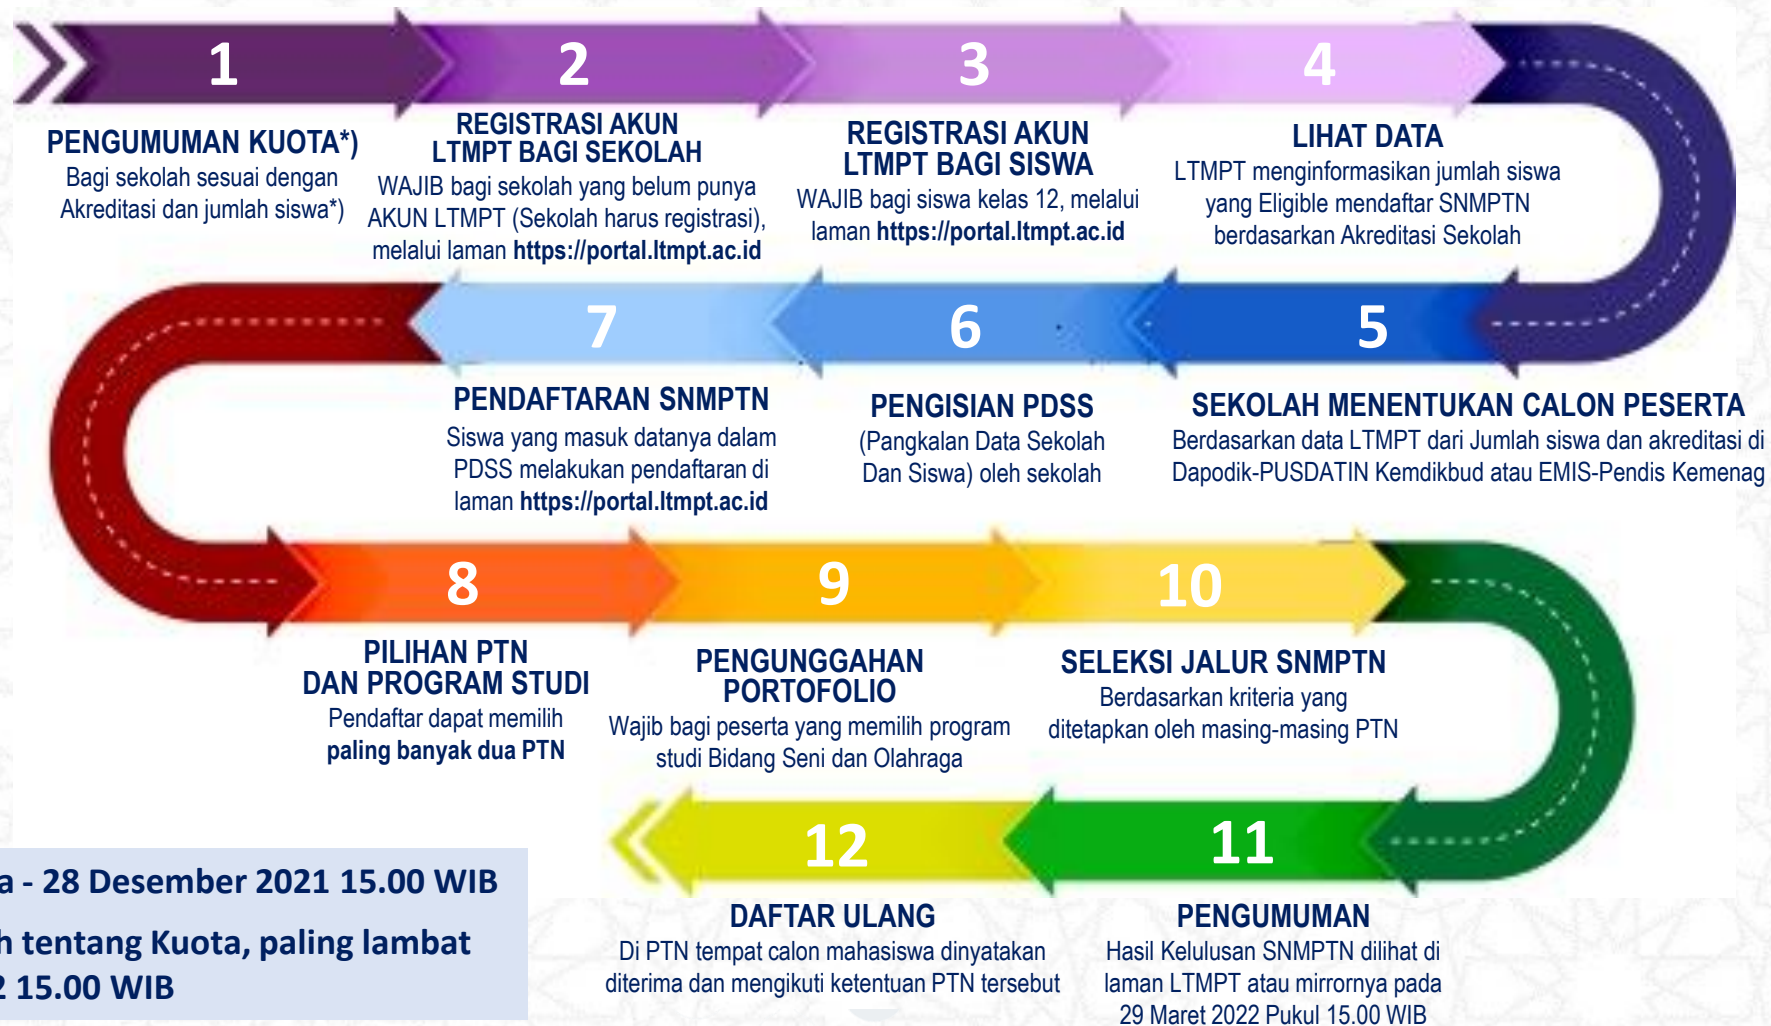 1
PENGUMUMAN KUOTA*)
Bagi sekolah sesuai dengan
Akreditasi dan jumlah siswa*)
2
REGISTRASI AKUN
LTMPT BAGI SEKOLAH
WAJIB bagi sekolah yang belum punya
AKUN LTMPT (Sekolah harus registrasi),
melalui laman https://portal.ltmpt.ac.id
3
REGISTRASI AKUN
LTMPT BAGI SISWA
WAJIB bagi siswa kelas 12, melalui
laman https://portal.ltmpt.ac.id
4
LIHAT DATA
LTMPT menginformasikan jumlah siswa
yang Eligible mendaftar SNMPTN
berdasarkan Akreditasi Sekolah
5
SEKOLAH MENENTUKAN CALON PESERTA
Berdasarkan data LTMPT dari Jumlah siswa dan akreditasi di
Dapodik-PUSDATIN Kemdikbud atau EMIS-Pendis Kemenag
6
PENGISIAN PDSS
(Pangkalan Data Sekolah
Dan Siswa) oleh sekolah
7
PENDAFTARAN SNMPTN
Siswa yang masuk datanya dalam
PDSS melakukan pendaftaran di
laman https://portal.ltmpt.ac.id
8
PILIHAN PTN
DAN PROGRAM STUDI
Pendaftar dapat memilih
paling banyak dua PTN
9
PENGUNGGAHAN
PORTOFOLIO
Wajib bagi peserta yang memilih program
studi Bidang Seni dan Olahraga
10
SELEKSI JALUR SNMPTN
Berdasarkan kriteria yang
ditetapkan oleh masing-masing PTN
11
PENGUMUMAN
Hasil Kelulusan SNMPTN dilihat di
laman LTMPT atau mirrornya pada
29 Maret 2022 Pukul 15.00 WIB
12
DAFTAR ULANG
Di PTN tempat calon mahasiswa dinyatakan
diterima dan mengikuti ketentuan PTN tersebut
a - 28 Desember 2021 15.00 WIB
h tentang Kuota, paling lambat
2 15.00 WIB